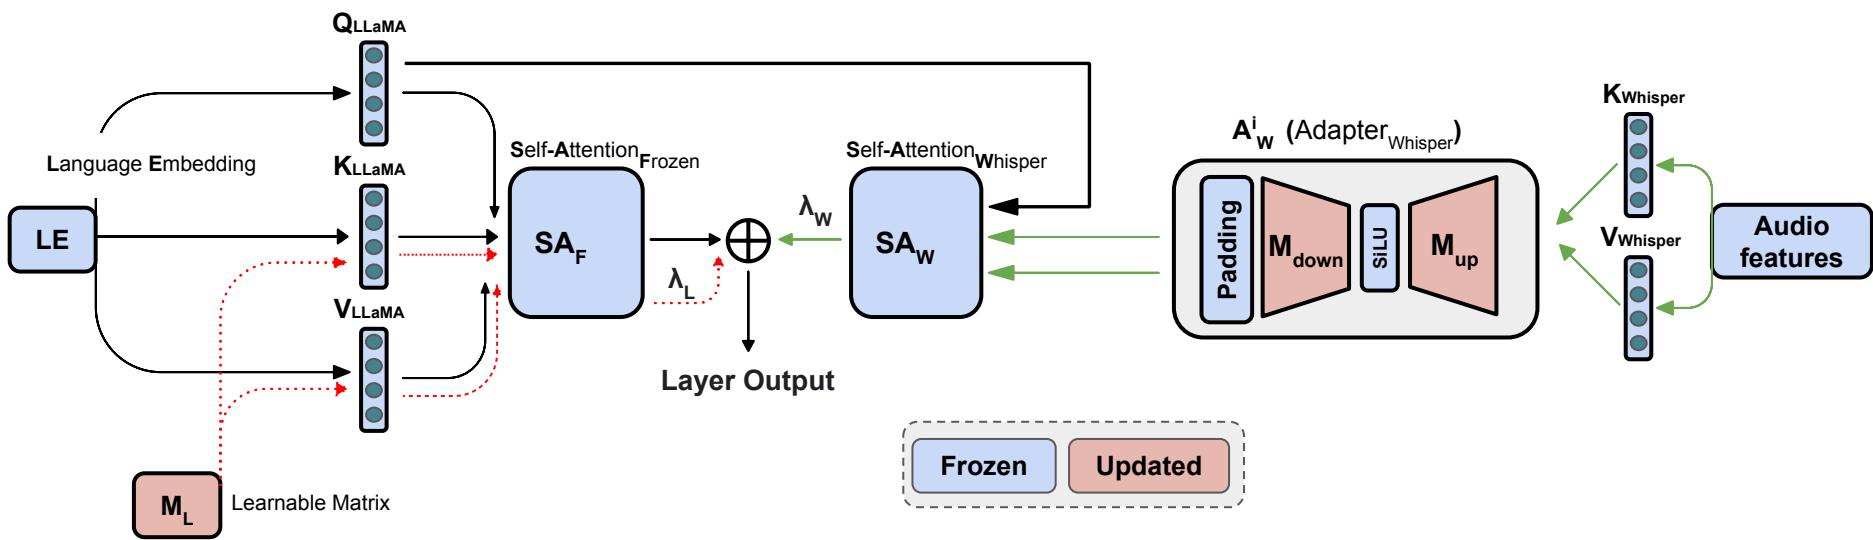 QLLaMA
Language Embedding
KLLaMA
LE
VLLaMA
ML
Learnable Matrix
Self-AttentionFrozen
SAF
λL
λW
Layer Output
Self-AttentionWhisper
SAW
AiW (AdapterWhisper)
Padding
Mdown
SiLU
Mup
KWhisper
VWhisper
Audio
features
Frozen
Updated